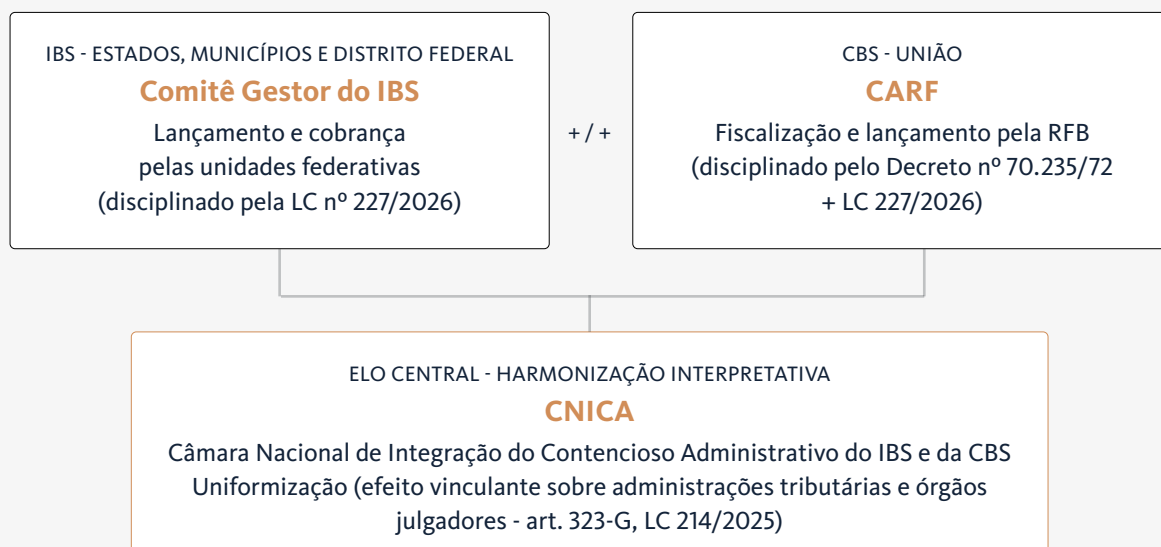 IBS - ESTADOS, MUNICÍPIOS E DISTRITO FEDERAL
Comitê Gestor do IBS
Lançamento e cobrança
pelas unidades federativas
(disciplinado pela LC nº 227/2026)
+ / +
CBS - UNIÃO
CARF
Fiscalização e lançamento pela RFB
(disciplinado pelo Decreto nº 70.235/72
+ LC 227/2026)
ELO CENTRAL - HARMONIZAÇÃO INTERPRETATIVA
CNICA
Câmara Nacional de Integração do Contencioso Administrativo do IBS e da CBS
Uniformização (efeito vinculante sobre administrações tributárias e órgãos
julgadores - art. 323-G, LC 214/2025)